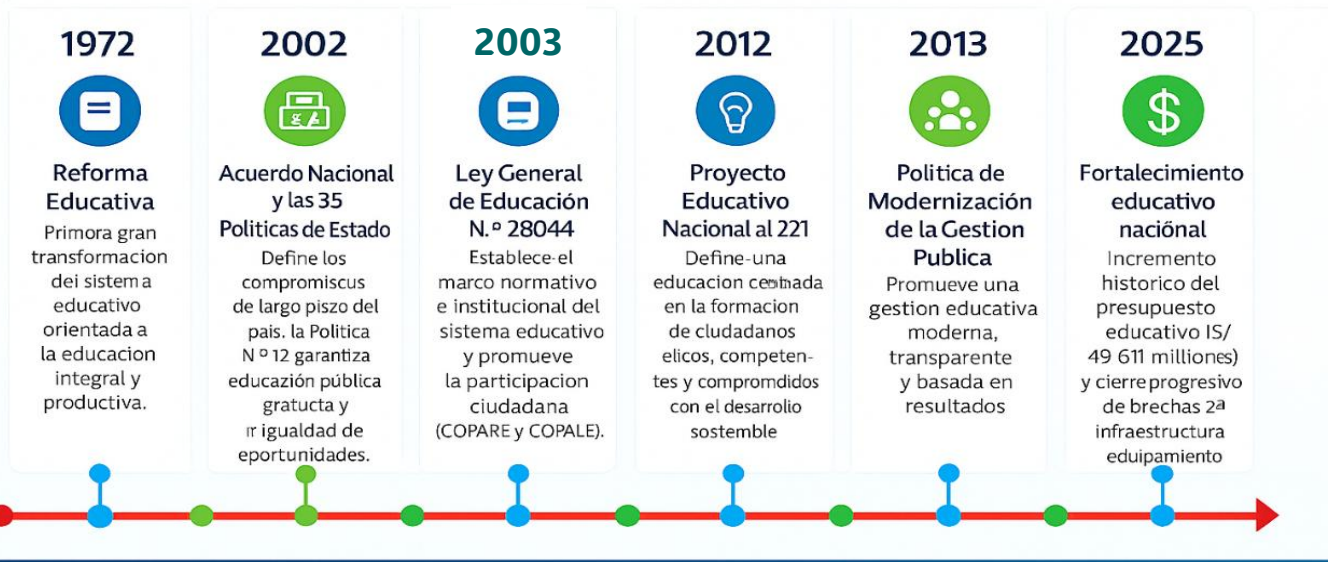 1972
Reforma
Educativa
Primora gran
transformacion
dei sistema
educativo
orientada a
la educacion
integral y
productiva.
2002
Acuerdo Nacional
y las 35
Politicas de Estado
Define los
compromiscus
de largo piszo del
pais. la Politica
N º 12 garantiza
educazión pública
gratucta y
ır igualdad de
eportunidades.
2003
Ley General
de Educación
N.º 28044
Establece-el
marco normativo
e institucional del
sistema educativo
y promueve
la participacion
ciudadana
(COPARE y COPALE).
2012
Proyecto
Educativo
Nacional al 221
Define-una
educacion
en la formacion
de cludadanos
elicos, competen-
tes y compromdidos
con el desarrolio
sostemble
2013
Politica de
Modernización
de la Gestion
Publica
Promueve una
gestion educativa
moderna,
transparente
y basada en
resultados
2025
$
Fortalecimiento
educativo
naciónal
Incremento
historico del
presupuesto
educativo IS/
49 611 milliones)
y cierre progresivo
de brechas 2ª
infraestructura
eduipamiento